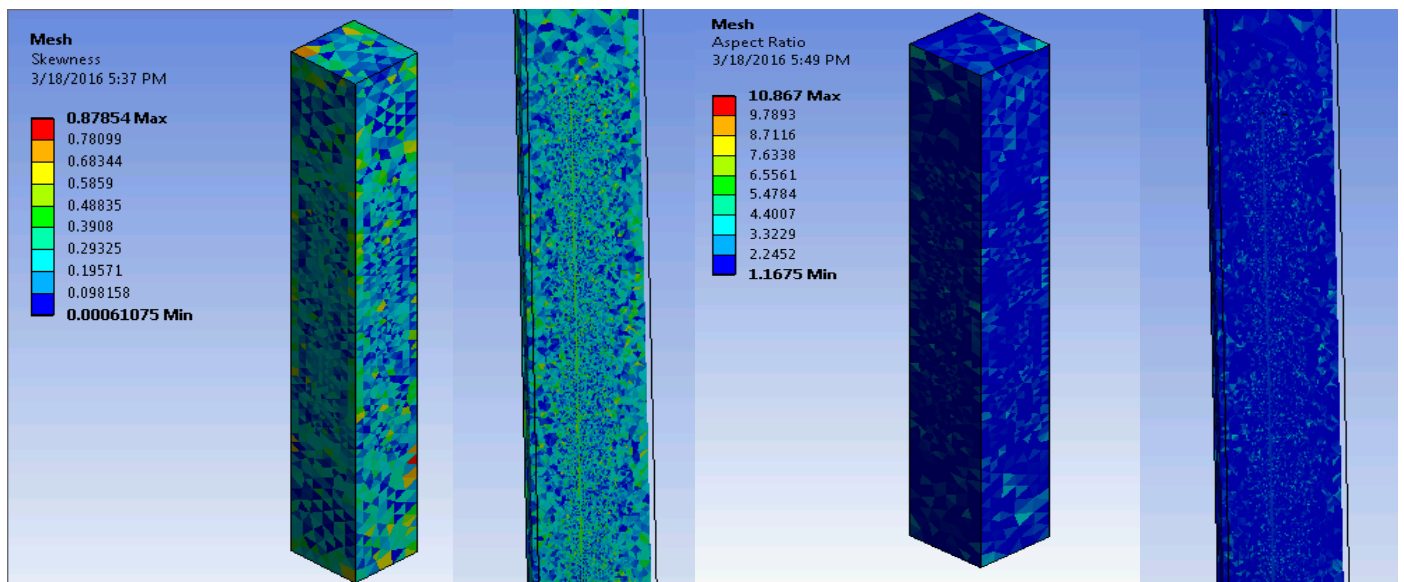 Mesh
Skewness
3/18/2016 5:37 PM
0.87854 Max
0.78099
0.68344
0.5859
0.48835
0.3908
0.29325
0.19571
0.098158
0.00061075 Min
Mesh
Aspect Ratio
3/18/2016 5:49 PM
10.867 Max
9.7893
8.7116
7.6338
6.5561
5.4784
4.4007
3.3229
2.2452
1.1675 Min